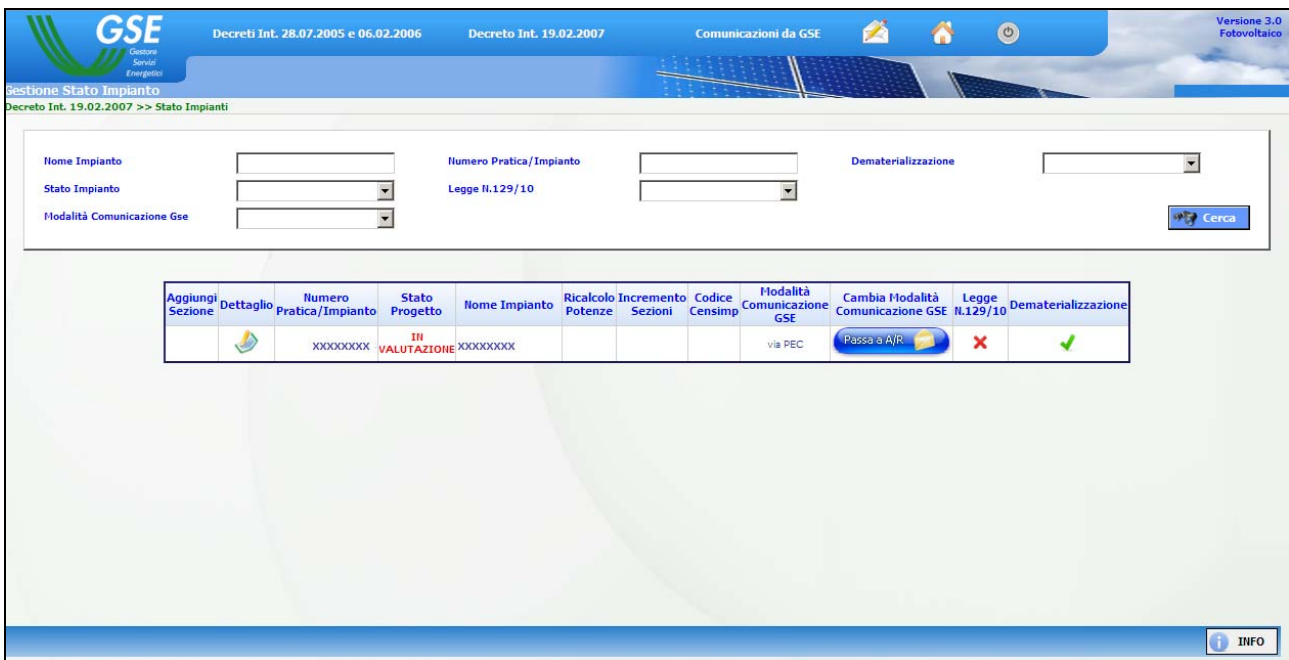 GSE
Gestore
Servizi
Energetici
Decreti Int. 28.07.2005 e 06.02.2006
Decreto Int. 19.02.2007
Comunicazioni da GSE
Versione 3.0
Fotovoltaico
Gestione Stato Impianto
Decreto Int. 19.02.2007 >> Stato Impianti
Nome Impianto
Numero Pratica/Impianto
Dematerializzazione
Stato Impianto
Legge N.129/10
Modalità Comunicazione Gse
Cerca
Aggiungi
Sezione
Dettaglio
Numero
Pratica/Impianto
Stato
Progetto
Nome Impianto
Ricalcolo
Potenze
Incremento
Sezioni
Codice
Censimp
Modalità
Comunicazione
GSE
Cambia Modalità
Comunicazione GSE
Legge
N.129/10
Dematerializzazione
XXXXXXXX
IN
VALUTAZIONE
XXXXXXXX
via PEC
Passa a A/R
INFO